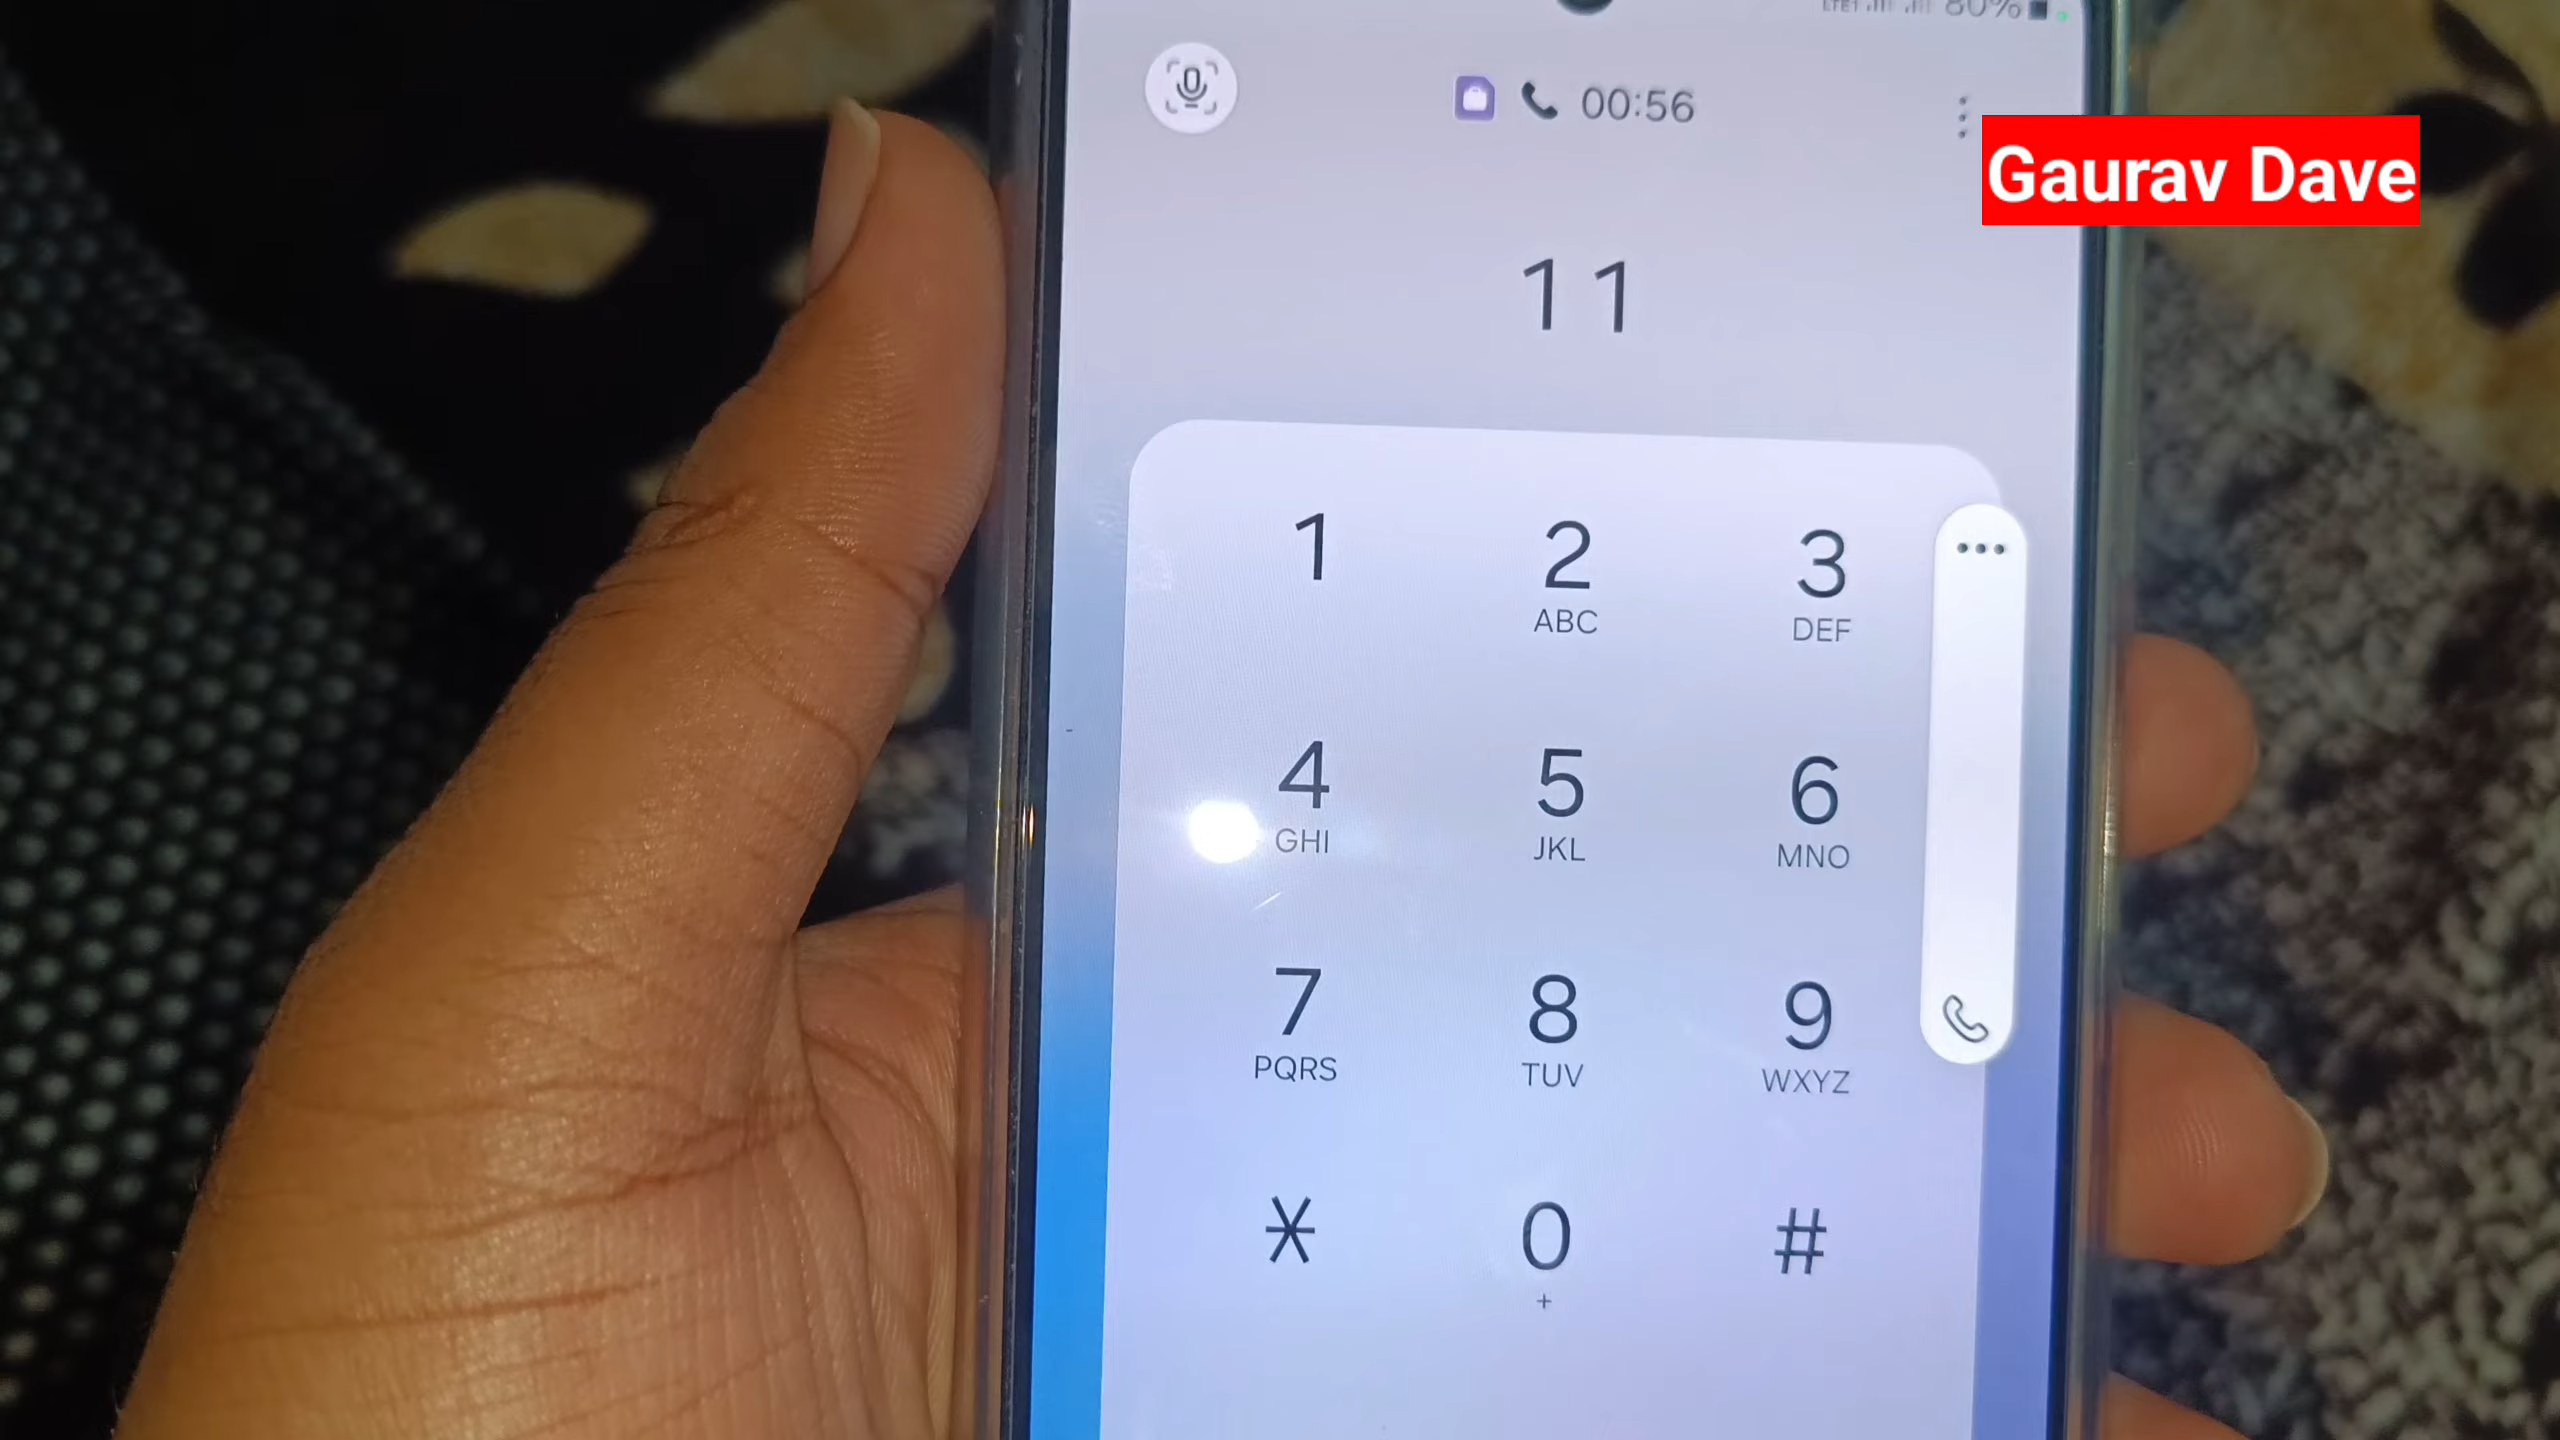 80%
00:56
Gaurav Dave
11
1 2 3
ABC DEF
4 5 6
GHI JKL MNO
7 8 9
PQRS TUV WXYZ
* 0 #
+